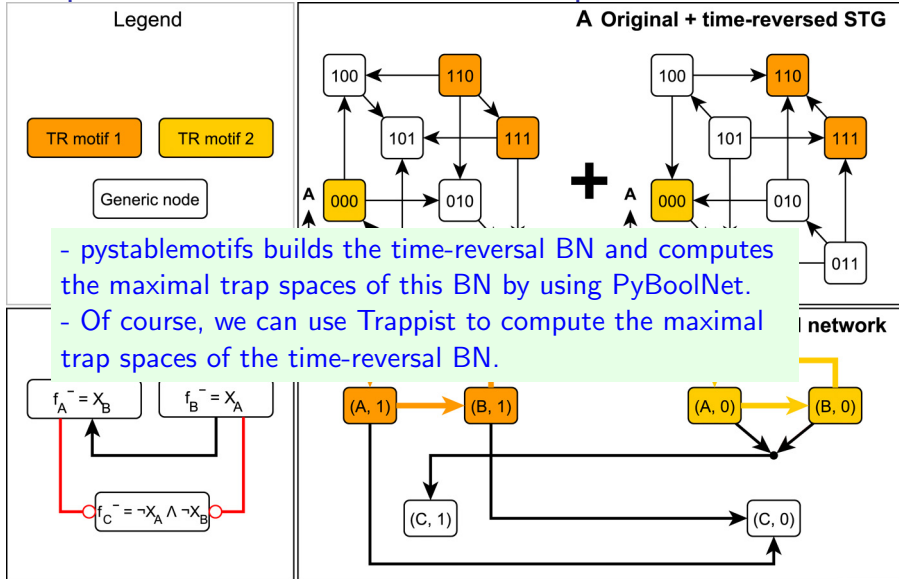 Legend
TR motif 1
TR motif 2
Generic node
A Original + time-reversed STG
100
110
101
111
A
000
010
+
100
110
101
111
A
000
010
011
- pystablemotifs builds the time-reversal BN and computes
the maximal trap spaces of this BN by using PyBoolNet.
- Of course, we can use Trappist to compute the maximal
trap spaces of the time-reversal BN.
network
f_A^- = X_B
f_B^- = X_A
f_C^- = ¬X_A ∧ ¬X_B
(A, 1)
(B, 1)
(A, 0)
(B, 0)
(C, 1)
(C, 0)